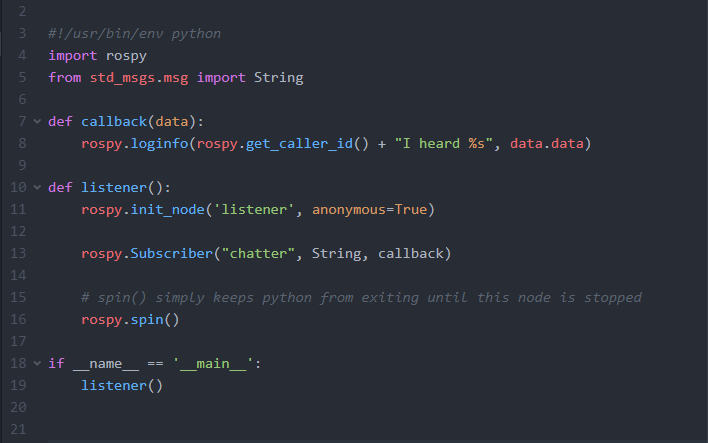 2
3 #!/usr/bin/env python
4 import rospy
5 from std_msgs.msg import String
6
7 def callback(data):
8     rospy.loginfo(rospy.get_caller_id() + "I heard %s", data.data)
9
10 def listener():
11     rospy.init_node('listener', anonymous=True)
12
13     rospy.Subscriber("chatter", String, callback)
14
15     # spin() simply keeps python from exiting until this node is stopped
16     rospy.spin()
17
18 if __name__ == '__main__':
19     listener()
20
21